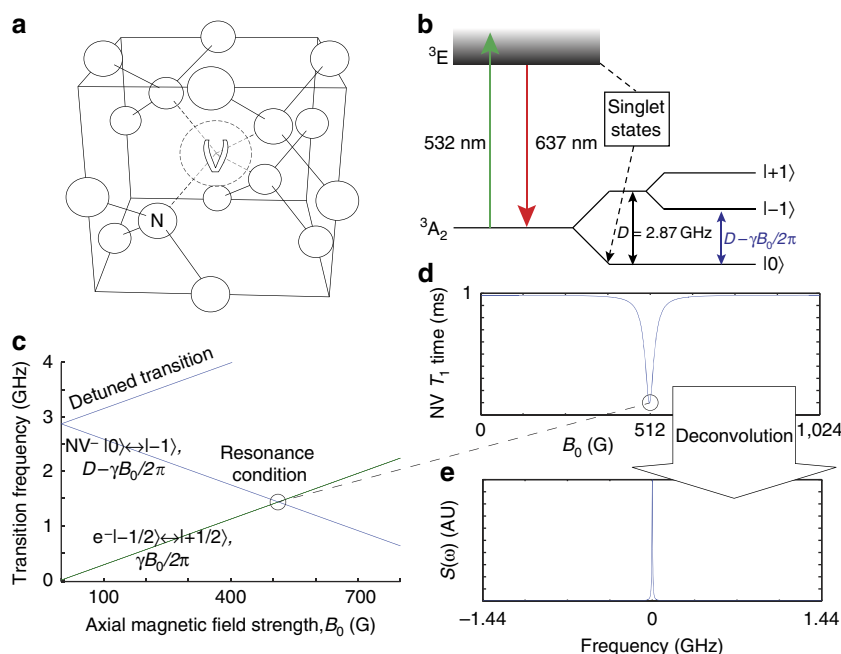 a
V
N
b
³E
532 nm
637 nm
Singlet
states
³A₂
D = 2.87 GHz
D–γB₀/2π
|+1⟩
|–1⟩
|0⟩
c
Transition frequency (GHz)
4
3
2
1
0
Detuned transition
NV⁻ |0⟩↔|–1⟩,
D–γB₀/2π
Resonance
condition
e⁻|–1/2⟩↔|+1/2⟩,
γB₀/2π
100
400
700
Axial magnetic field strength,B₀ (G)
d
NV T₁ time (ms)
1
0
512
1,024
B₀ (G)
Deconvolution
e
S(ω) (AU)
–1.44
0
1.44
Frequency (GHz)